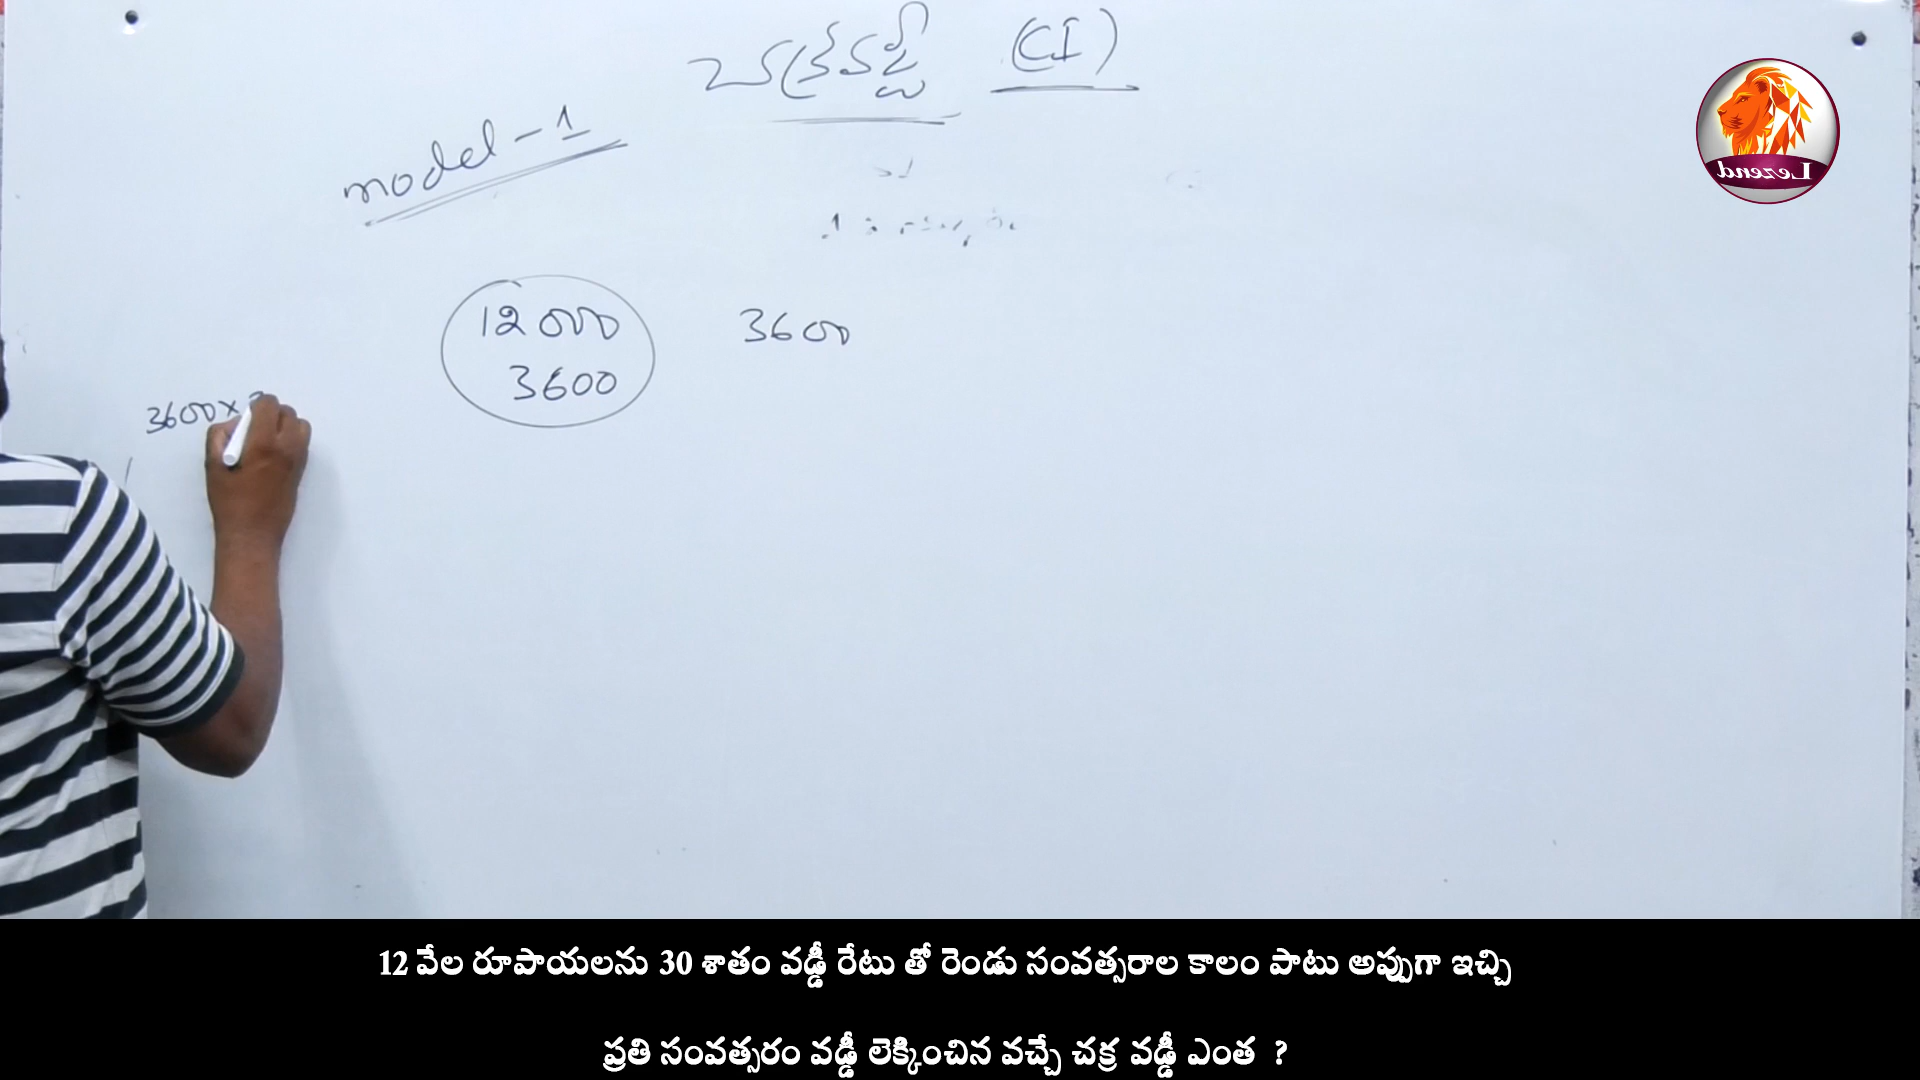 చక్రవడ్డీ (CI)
model - 1
12000 3600
3600
3600 ×
Lezend
12 వేల రూపాయలను 30 శాతం వడ్డీ రేటు తో రెండు సంవత్సరాల కాలం పాటు అప్పుగా ఇచ్చి
ప్రతి సంవత్సరం వడ్డీ లెక్కించిన వచ్చే చక్ర వడ్డీ ఎంత ?